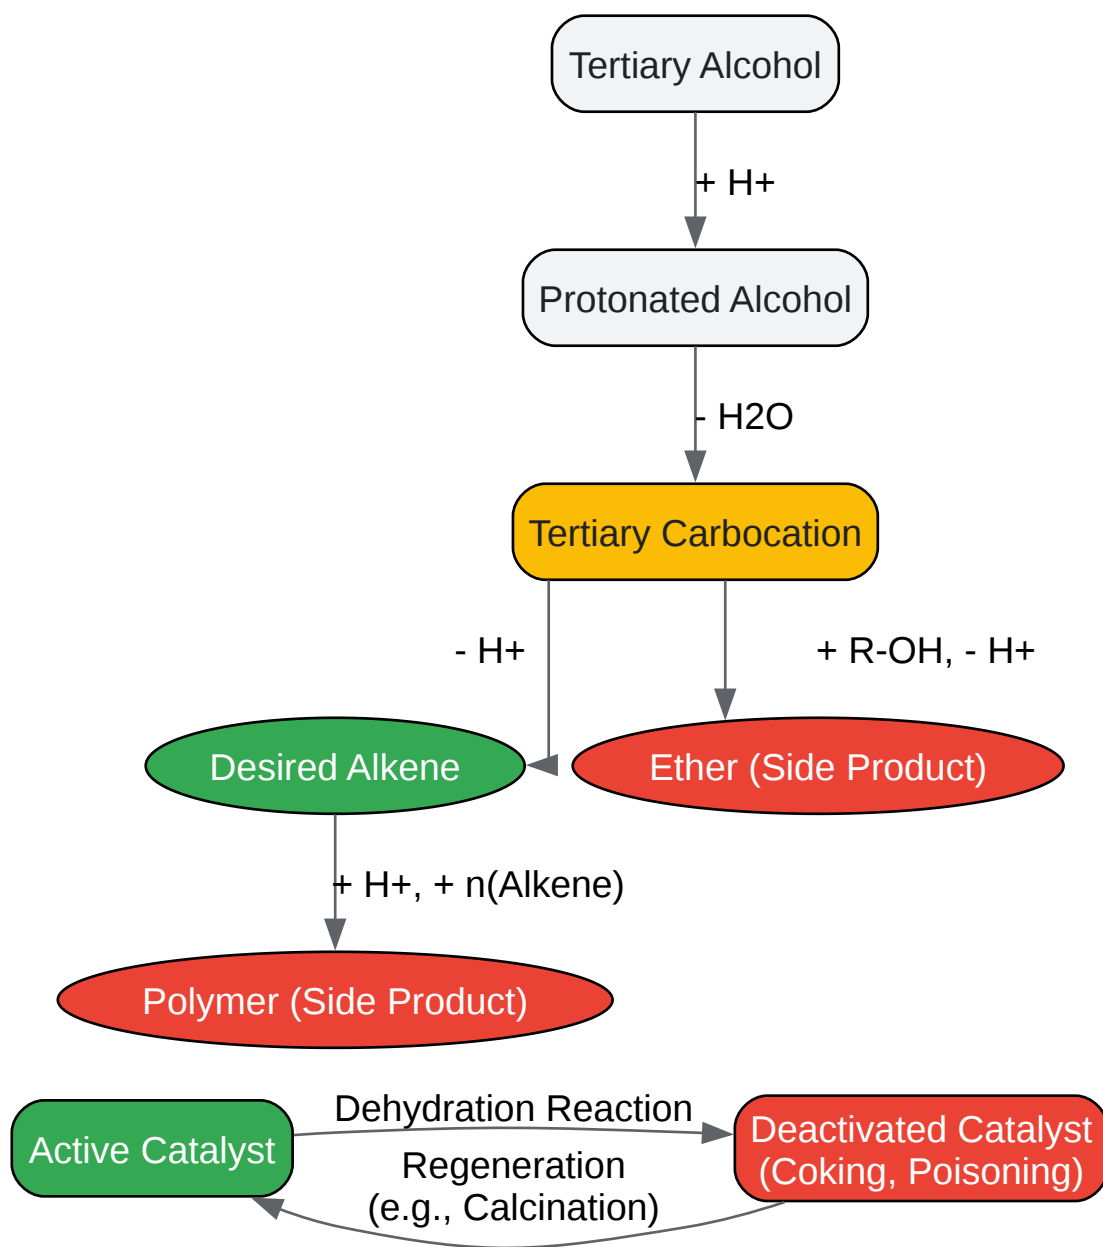 Tertiary Alcohol
+ H+
Protonated Alcohol
- H2O
Tertiary Carbocation
- H+
+ R-OH, - H+
Desired Alkene
Ether (Side Product)
+ H+, + n(Alkene)
Polymer (Side Product)
Dehydration Reaction
Active Catalyst
Deactivated Catalyst
(Coking, Poisoning)
Regeneration
(e.g., Calcination)